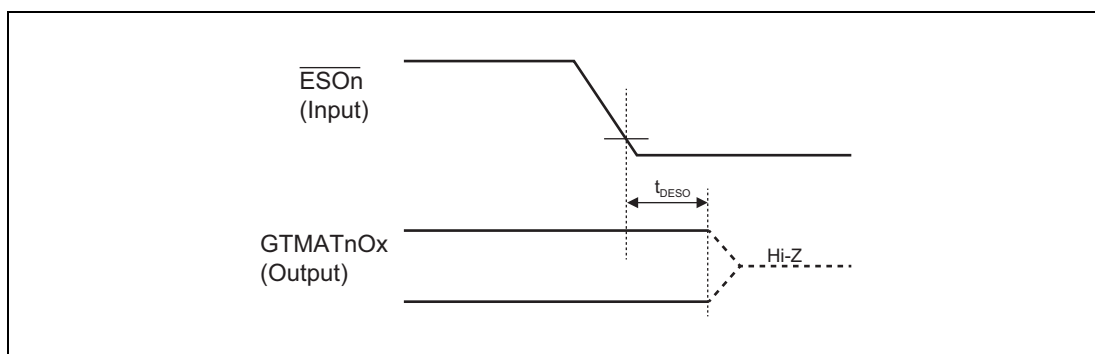 ESOn
(Input)
tDESO
GTMATnOx
(Output)
Hi-Z